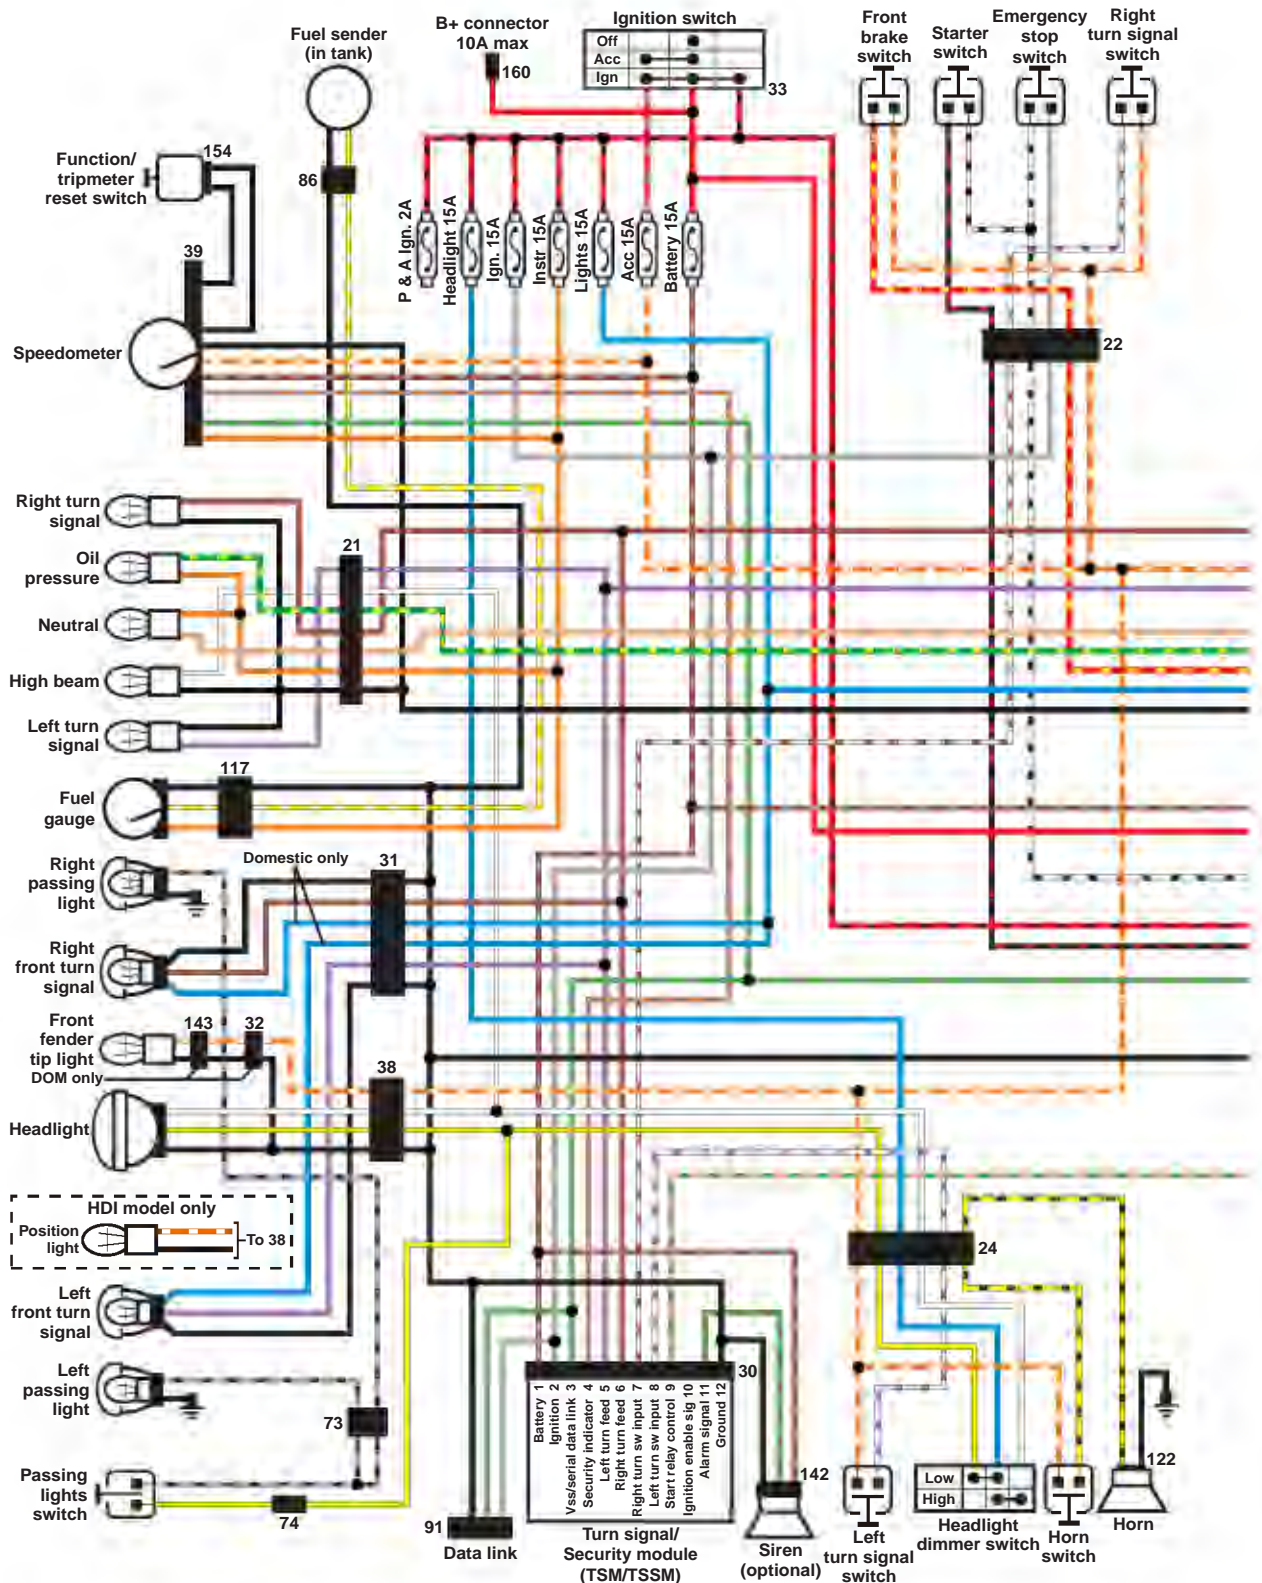 B+ connector
10A max
160
Ignition switch
Off
Acc
Ign
33
Fuel sender
(in tank)
Front
brake
switch
Starter
switch
Emergency
stop
switch
Right
turn signal
switch
Function/
tripmeter
reset switch
154
86
39
P & A Ign. 2A
Headlight 15A
Ign. 15A
Instr 15A
Lights 15A
Acc 15A
Battery 15A
Speedometer
22
Right turn
signal
21
Oil
pressure
Neutral
High beam
Left turn
signal
117
Fuel
gauge
Domestic only
31
Right
passing
light
Right
front turn
signal
Front
fender
tip light
143
32
DOM only
38
Headlight
HDI model only
Position
light
To 38
24
Left
front turn
signal
Left
passing
light
73
30
Battery 1
Ignition 2
Vss/serial data link 3
Security indicator 4
Left turn feed 5
Right turn feed 6
Right turn sw input 7
Left turn sw input 8
Start relay control 9
Ignition enable sig 10
Alarm signal 11
Ground 12
Passing
lights
switch
74
91
Data link
Turn signal/
Security module
(TSM/TSSM)
142
Siren
(optional)
Left
turn signal
switch
Low
High
Headlight
dimmer switch
Horn
switch
122
Horn